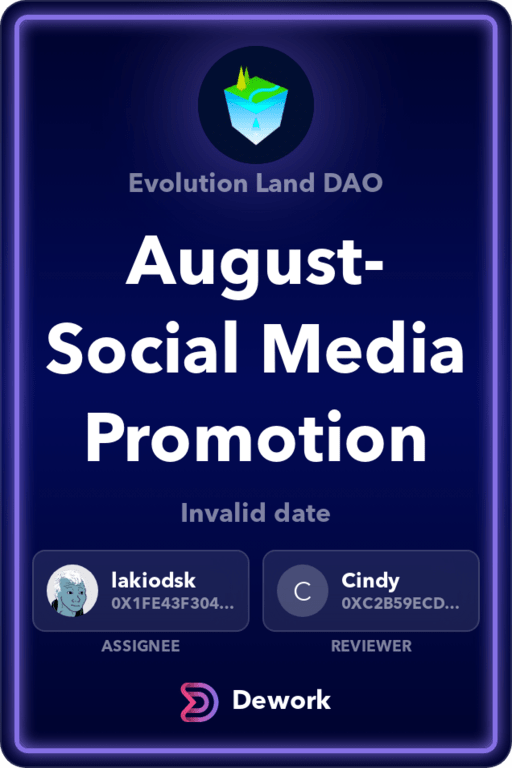 Evolution Land DAO
August-
Social Media
Promotion
Invalid date
lakiodsk
0X1FE43F304...
ASSIGNEE
C
Cindy
0XC2B59ECD...
REVIEWER
Dework